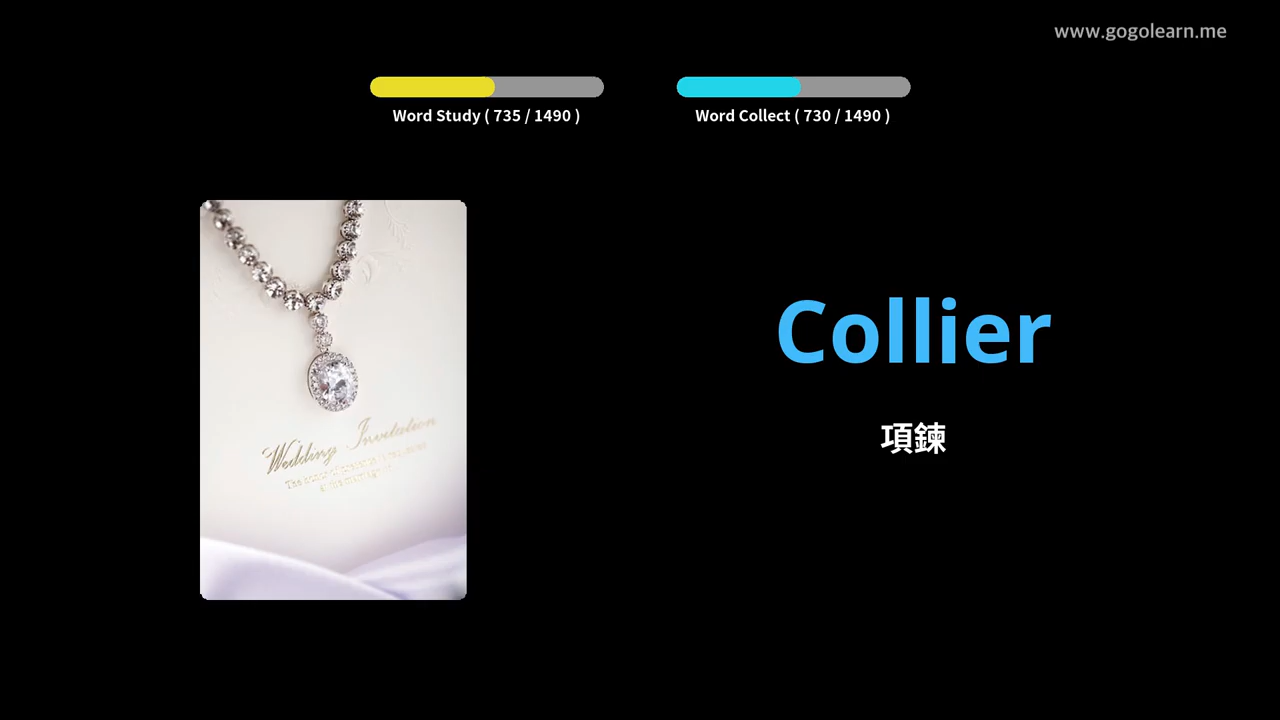 www.gogolearn.me
Word Study ( 735 / 1490 )
Word Collect ( 730 / 1490 )
Collier
項鍊
Wedding Invitation